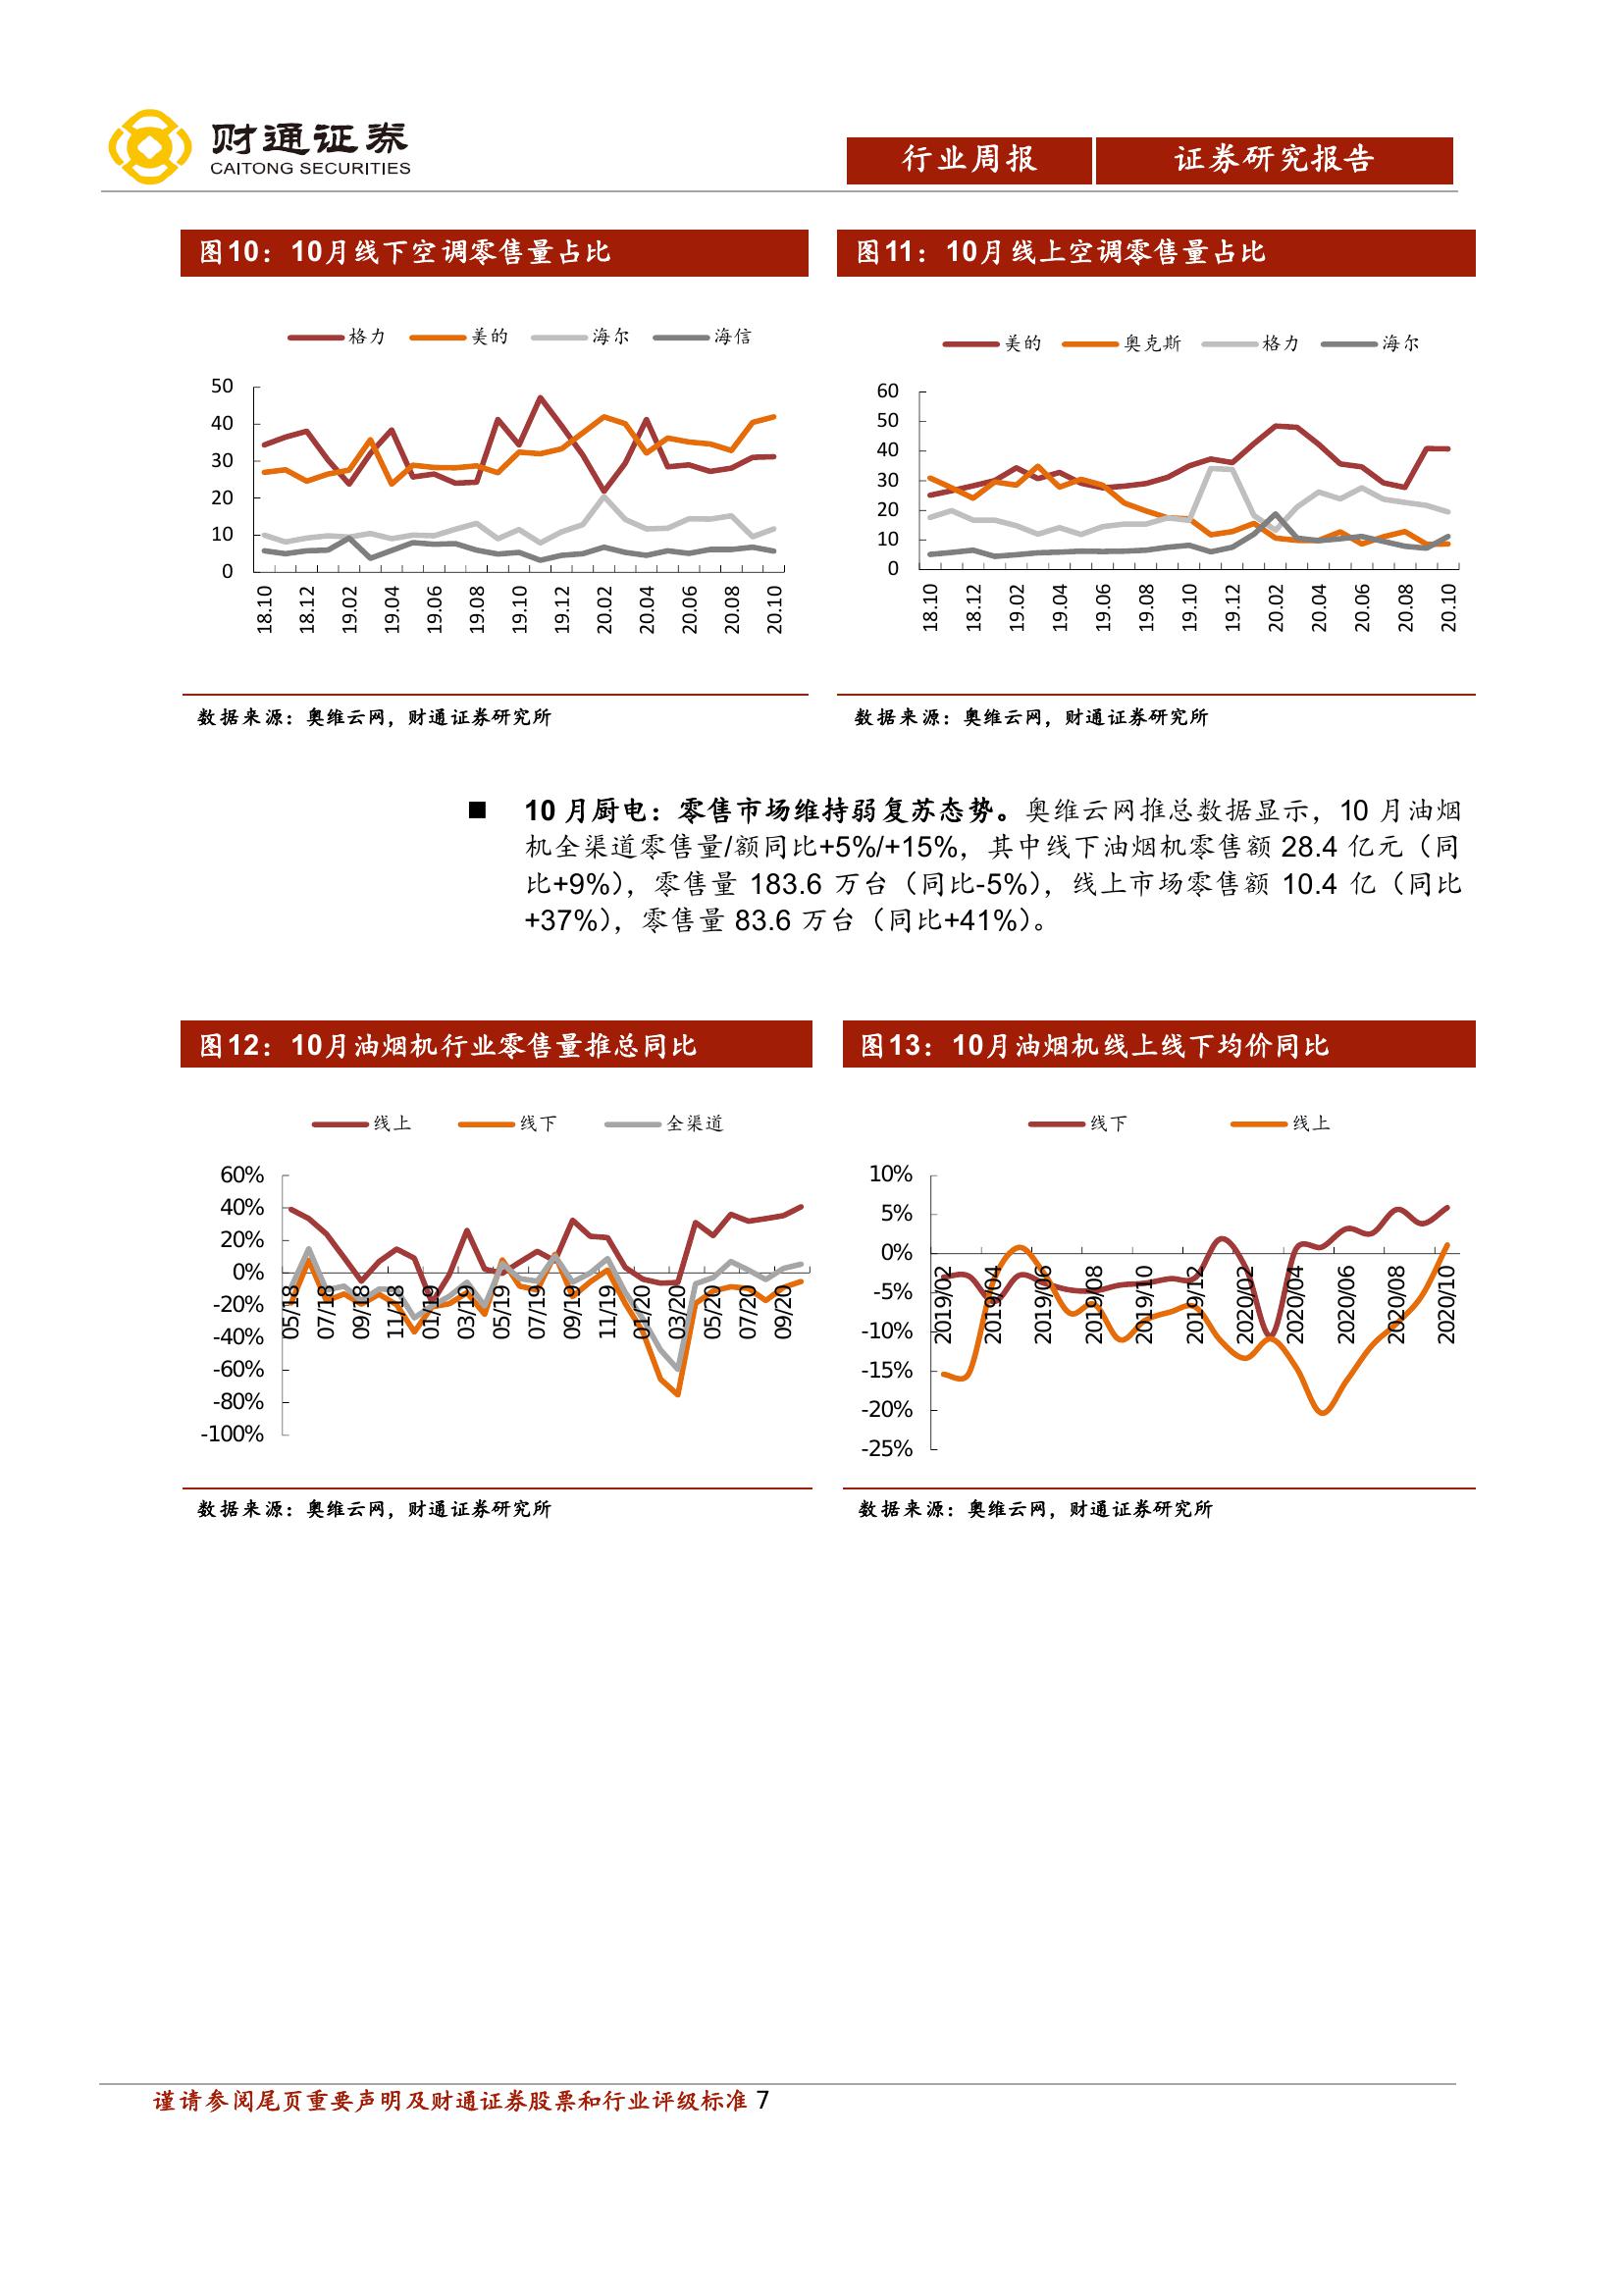 财通证券
CAITONG SECURITIES
行业周报 证券研究报告
图10：10月线下空调零售量占比
格力 美的 海尔 海信
50
40
30
20
10
0
18.10 18.12 19.02 19.04 19.06 19.08 19.10 19.12 20.02 20.04 20.06 20.08 20.10
数据来源：奥维云网，财通证券研究所
图11：10月线上空调零售量占比
美的 奥克斯 格力 海尔
60
50
40
30
20
10
0
18.10 18.12 19.02 19.04 19.06 19.08 19.10 19.12 20.02 20.04 20.06 20.08 20.10
数据来源：奥维云网，财通证券研究所
■ 10 月厨电：零售市场维持弱复苏态势。奥维云网推总数据显示，10 月油烟
机全渠道零售量/额同比+5%/+15%，其中线下油烟机零售额 28.4 亿元（同
比+9%），零售量 183.6 万台（同比-5%），线上市场零售额 10.4 亿（同比
+37%），零售量 83.6 万台（同比+41%）。
图12：10月油烟机行业零售量推总同比
线上 线下 全渠道
60%
40%
20%
0%
-20%
-40%
-60%
-80%
-100%
05/18 07/18 09/18 11/18 01/19 03/19 05/19 07/19 09/19 11/19 01/20 03/20 05/20 07/20 09/20
数据来源：奥维云网，财通证券研究所
图13：10月油烟机线上线下均价同比
线下 线上
10%
5%
0%
-5%
-10%
-15%
-20%
-25%
2019/02 2019/04 2019/06 2019/08 2019/10 2019/12 2020/02 2020/04 2020/06 2020/08 2020/10
数据来源：奥维云网，财通证券研究所
谨请参阅尾页重要声明及财通证券股票和行业评级标准 7